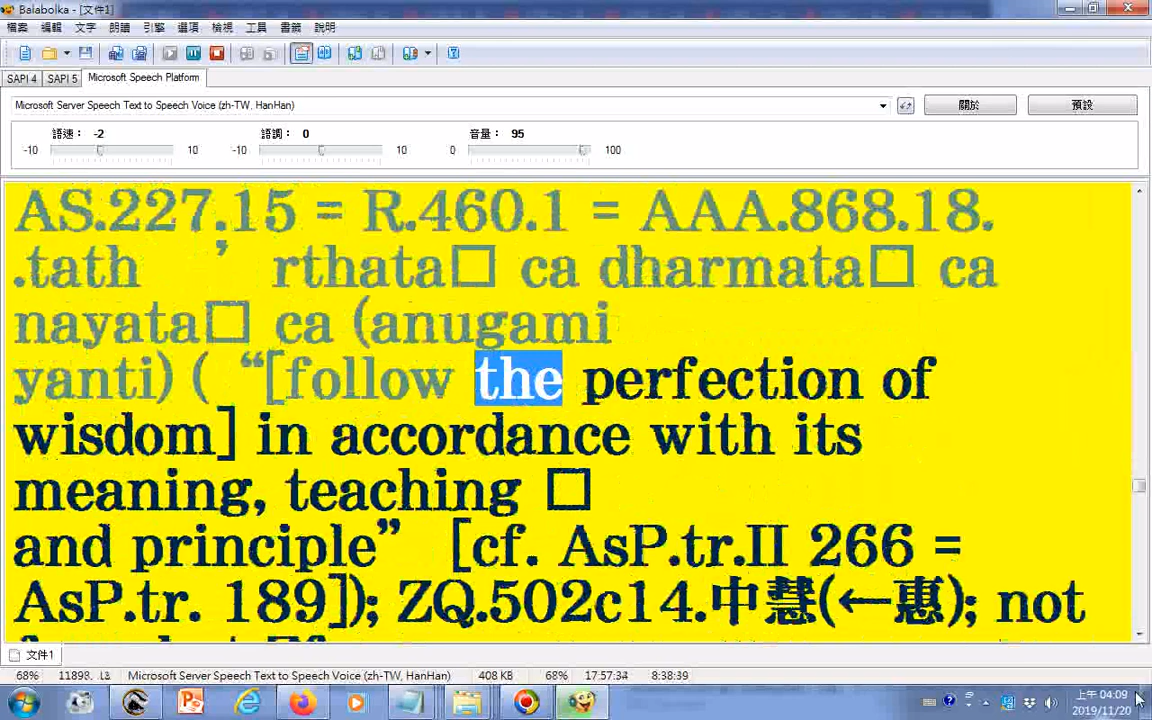 Balabolka - [文件1]
檔案 編輯 文字 朗讀 引擎 選項 檢視 工具 書籤 說明
SAPI 4 SAPI 5 Microsoft Speech Platform
Microsoft Server Speech Text to Speech Voice (zh-TW, HanHan) 關於 預設
語速： -2 語調： 0 音量： 95
-10 10 -10 10 0 100
AS.227.15 = R.460.1 = AAA.868.18.
.tath ’ rthata□ ca dharmata□ ca
nayata□ ca (anugami
yanti) ( “[follow the perfection of
wisdom] in accordance with its
meaning, teaching □
and principle” [cf. AsP.tr.II 266 =
AsP.tr. 189]); ZQ.502c14.中慧(←惠); not
文件1
68% Microsoft Server Speech Text to Speech Voice (zh-TW, HanHan) 408 KB 68% 17:57:34 8:38:39
上午 04:09
2019/11/20